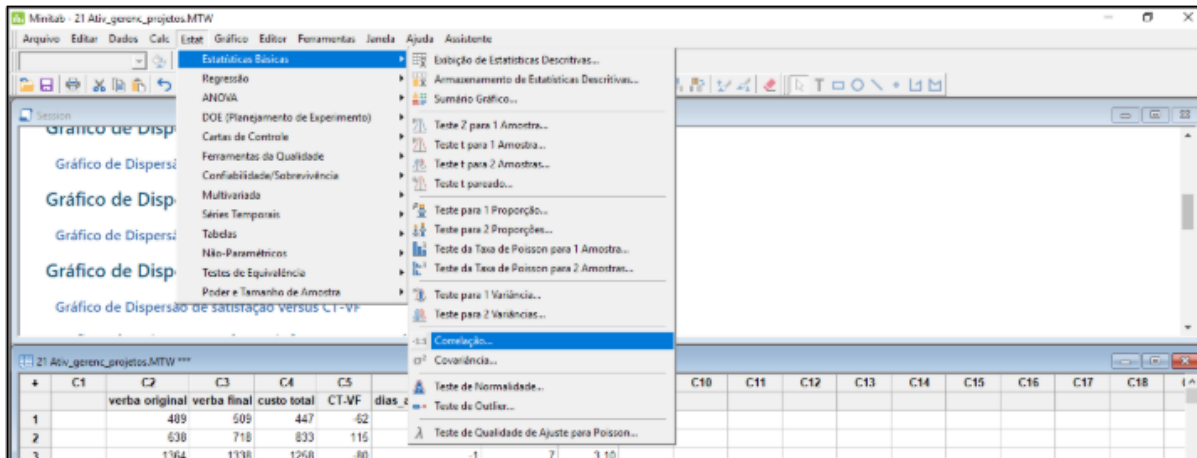 Minitab - 21 Ativ_gerenc_projetos.MTW
Arquivo Editar Dados Calc Estat Gráfico Editor Ferramentas Janela Ajuda Assistente
Estatísticas Básicas
Regressão
ANOVA
DOE (Planejamento de Experimento)
Cartas de Controle
Ferramentas da Qualidade
Confiabilidade/Sobrevivência
Multivariada
Séries Temporais
Tabelas
Não-Paramétricos
Testes de Equivalência
Poder e Tamanho de Amostra
Exibição de Estatísticas Descritivas...
Armazenamento de Estatísticas Descritivas...
Sumário Gráfico...
Teste Z para 1 Amostra...
Teste t para 1 Amostra...
Teste t para 2 Amostras...
Teste t pareado...
Teste para 1 Proporção...
Teste para 2 Proporções...
Teste da Taxa de Poisson para 1 Amostra...
Teste da Taxa de Poisson para 2 Amostras...
Teste para 1 Variância...
Teste para 2 Variâncias...
Correlação...
Covariância...
Teste de Normalidade...
Teste de Outlier...
Teste de Qualidade de Ajuste para Poisson...
Session
Gráfico de Disp
Gráfico de Dispersã
Gráfico de Disp
Gráfico de Dispersã
Gráfico de Disp
Gráfico de Dispersão de satisfação versus CT-VF
21 Ativ_gerenc_projetos.MTW ***
C1 C2 C3 C4 C5 C10 C11 C12 C13 C14 C15 C16 C17 C18
verba original verba final custo total CT-VF dias_a
1 489 509 447 -62
2 638 718 833 115
3 1364 1338 1258 -80 -1 7 3,10